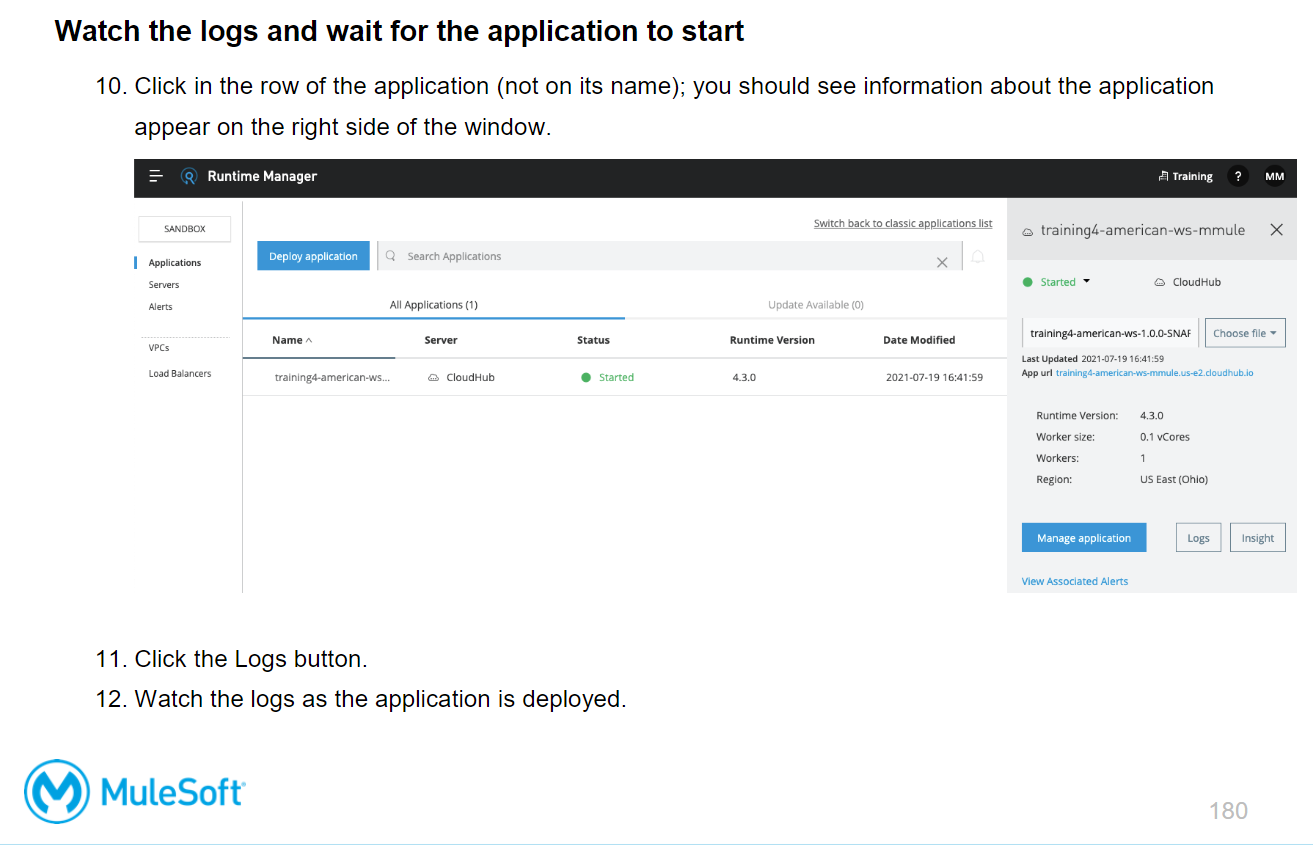 Watch the logs and wait for the application to start
10. Click in the row of the application (not on its name); you should see information about the application
appear on the right side of the window.
Runtime Manager
Training
?
MM
SANDBOX
Applications
Servers
Alerts
VPCs
Load Balancers
Switch back to classic applications list
Deploy application
Search Applications
All Applications (1)
Update Available (0)
Name Server Status Runtime Version Date Modified
training4-american-ws... CloudHub Started 4.3.0 2021-07-19 16:41:59
training4-american-ws-mmule
Started CloudHub
training4-american-ws-1.0.0-SNAF Choose file
Last Updated 2021-07-19 16:41:59
App url training4-american-ws-mmule.us-e2.cloudhub.io
Runtime Version: 4.3.0
Worker size: 0.1 vCores
Workers: 1
Region: US East (Ohio)
Manage application Logs Insight
View Associated Alerts
11. Click the Logs button.
12. Watch the logs as the application is deployed.
MuleSoft
180